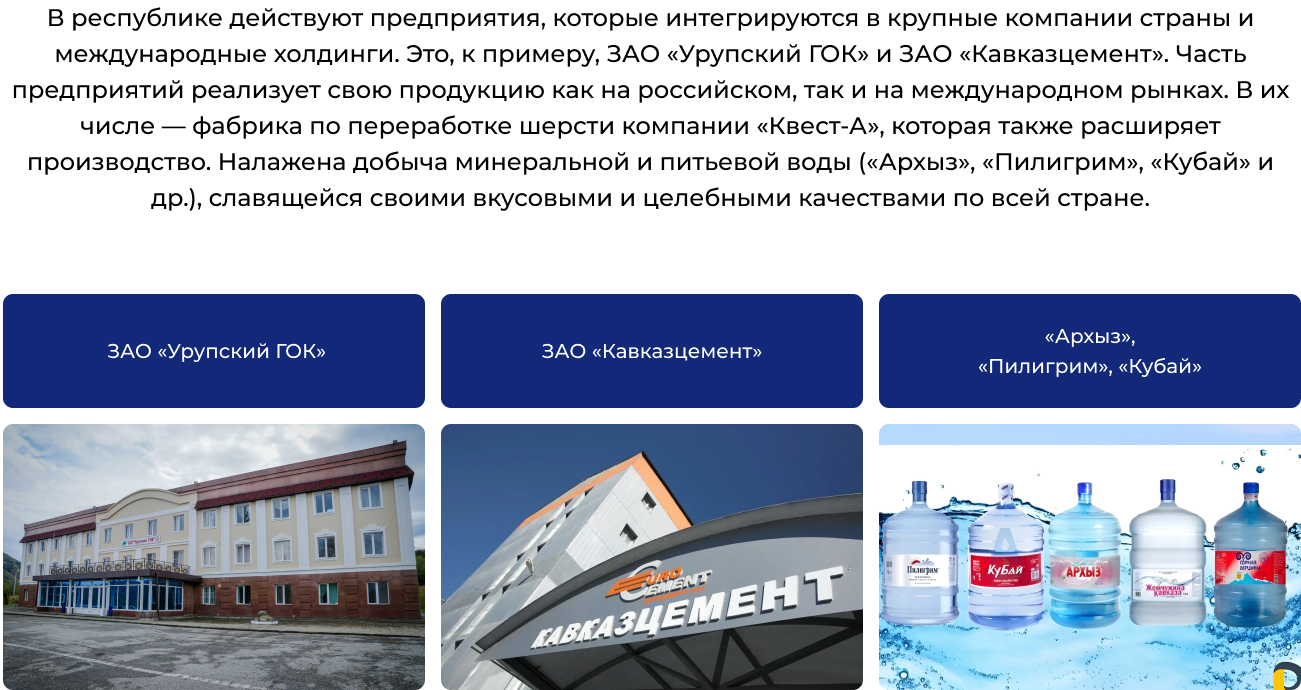 В республике действуют предприятия, которые интегрируются в крупные компании страны и
международные холдинги. Это, к примеру, ЗАО «Урупский ГОК» и ЗАО «Кавказцемент». Часть
предприятий реализует свою продукцию как на российском, так и на международном рынках. В их
числе — фабрика по переработке шерсти компании «Квест-А», которая также расширяет
производство. Налажена добыча минеральной и питьевой воды («Архыз», «Пилигрим», «Кубай» и
др.), славящейся своими вкусовыми и целебными качествами по всей стране.
ЗАО «Урупский ГОК»
ЗАО «Кавказцемент»
«Архыз»,
«Пилигрим», «Кубай»
ЗАО "Урупский ГОК"
EURO
CEMENT
КАВКАЗЦЕМЕНТ
Пилигрим
КуБай
АРХЫЗ
Жемчужина
Кавказа
ГОРНАЯ
ВЕРШИНА